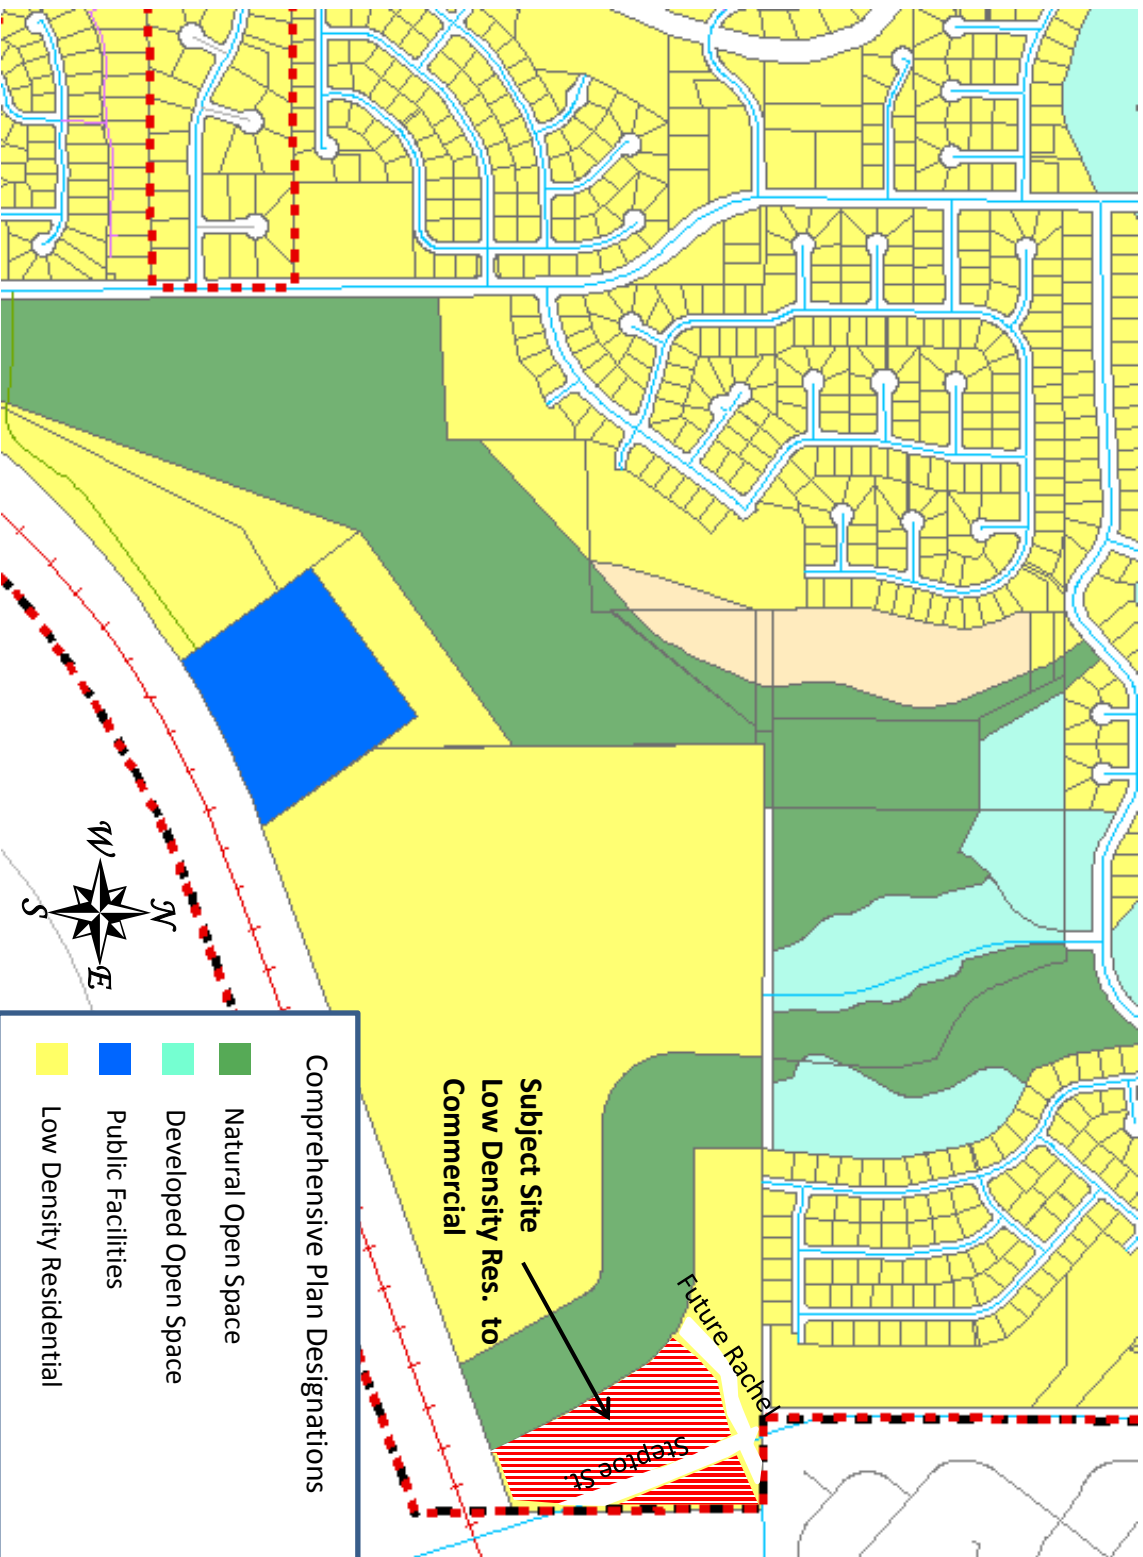 Subject Site
Low Density Res. to
Commercial
Future Rachel
Steptoe St.
N
W
E
S
Comprehensive Plan Designations
Natural Open Space
Developed Open Space
Public Facilities
Low Density Residential